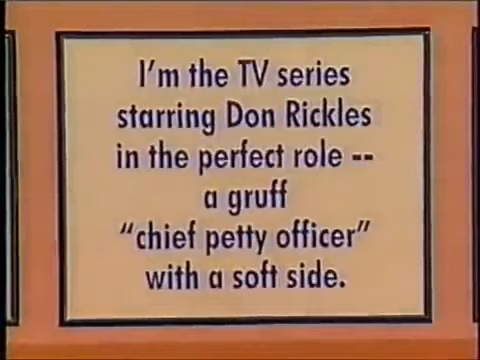 I'm the TV series
starring Don Rickles
in the perfect role --
a gruff
"chief petty officer"
with a soft side.